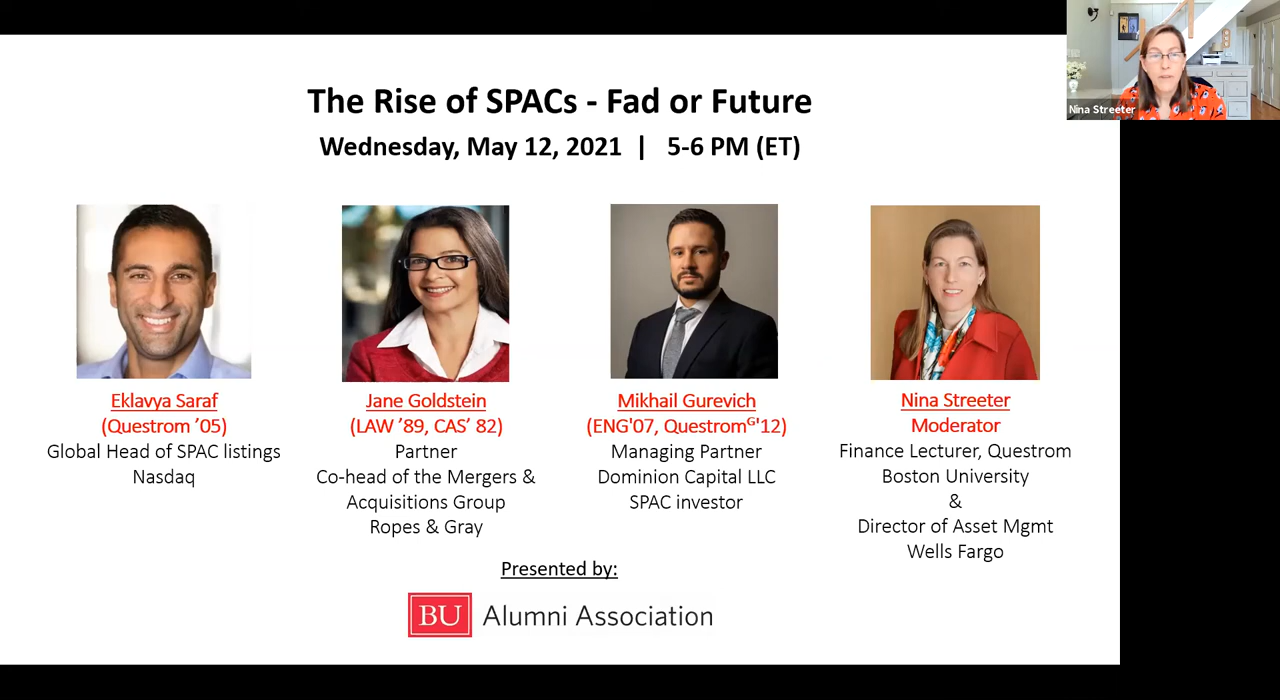 The Rise of SPACs - Fad or Future
Wednesday, May 12, 2021 | 5-6 PM (ET)
Nina Streeter
Eklavya Saraf
(Questrom ’05)
Global Head of SPAC listings
Nasdaq
Jane Goldstein
(LAW ’89, CAS’ 82)
Partner
Co-head of the Mergers &
Acquisitions Group
Ropes & Gray
Mikhail Gurevich
(ENG'07, Questromᴳ'12)
Managing Partner
Dominion Capital LLC
SPAC investor
Nina Streeter
Moderator
Finance Lecturer, Questrom
Boston University
&
Director of Asset Mgmt
Wells Fargo
Presented by:
BU Alumni Association